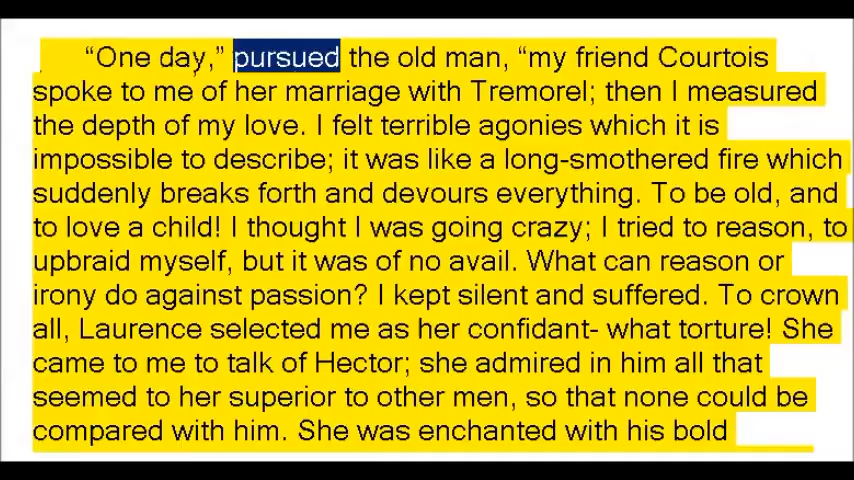 “One day,” pursued the old man, “my friend Courtois
spoke to me of her marriage with Tremorel; then I measured
the depth of my love. I felt terrible agonies which it is
impossible to describe; it was like a long-smothered fire which
suddenly breaks forth and devours everything. To be old, and
to love a child! I thought I was going crazy; I tried to reason, to
upbraid myself, but it was of no avail. What can reason or
irony do against passion? I kept silent and suffered. To crown
all, Laurence selected me as her confidant- what torture! She
came to me to talk of Hector; she admired in him all that
seemed to her superior to other men, so that none could be
compared with him. She was enchanted with his bold